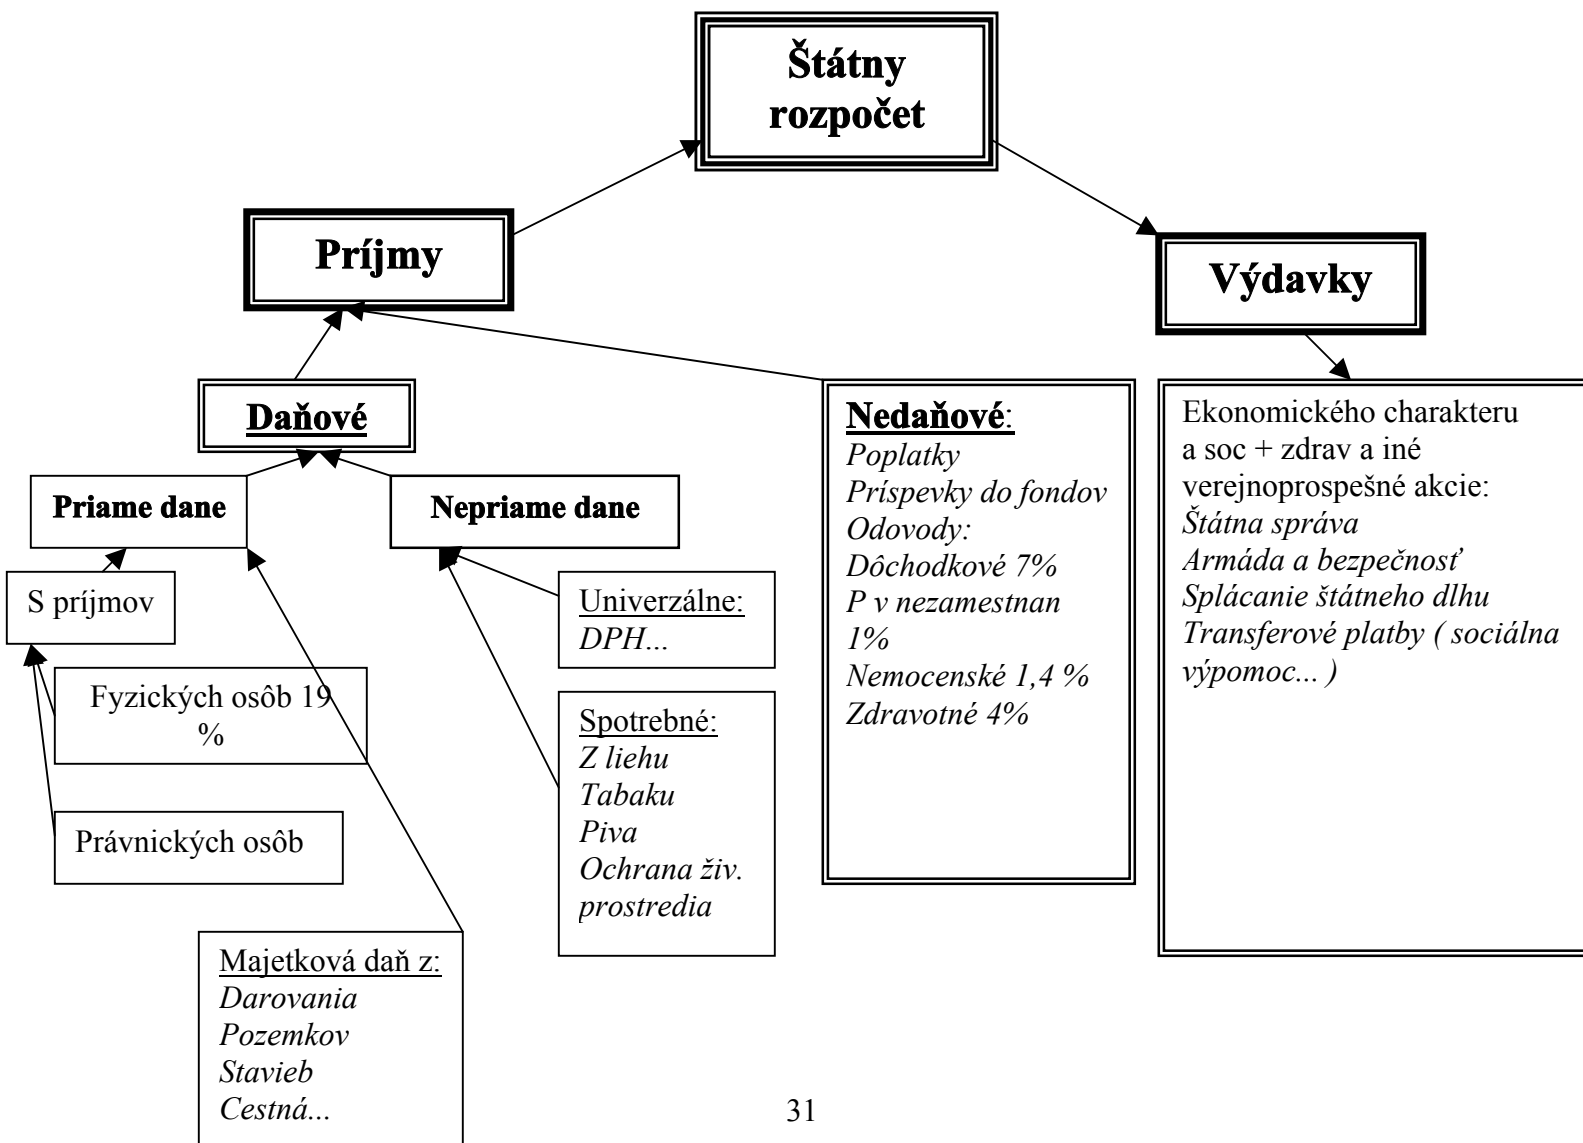 Štátny
rozpočet
Príjmy
Výdavky
Daňové
Priame dane
Nepriame dane
S príjmov
Fyzických osôb 19
%
Právnických osôb
Majetková daň z:
Darovania
Pozemkov
Stavieb
Cestná...
Univerzálne:
DPH...
Spotrebné:
Z liehu
Tabaku
Piva
Ochrana živ.
prostredia
Nedaňové:
Poplatky
Príspevky do fondov
Odovody:
Dôchodkové 7%
P v nezamestnan
1%
Nemocenské 1,4 %
Zdravotné 4%
Ekonomického charakteru
a soc + zdrav a iné
verejnoprospešné akcie:
Štátna správa
Armáda a bezpečnosť
Splácanie štátneho dlhu
Transferové platby ( sociálna
výpomoc... )
31